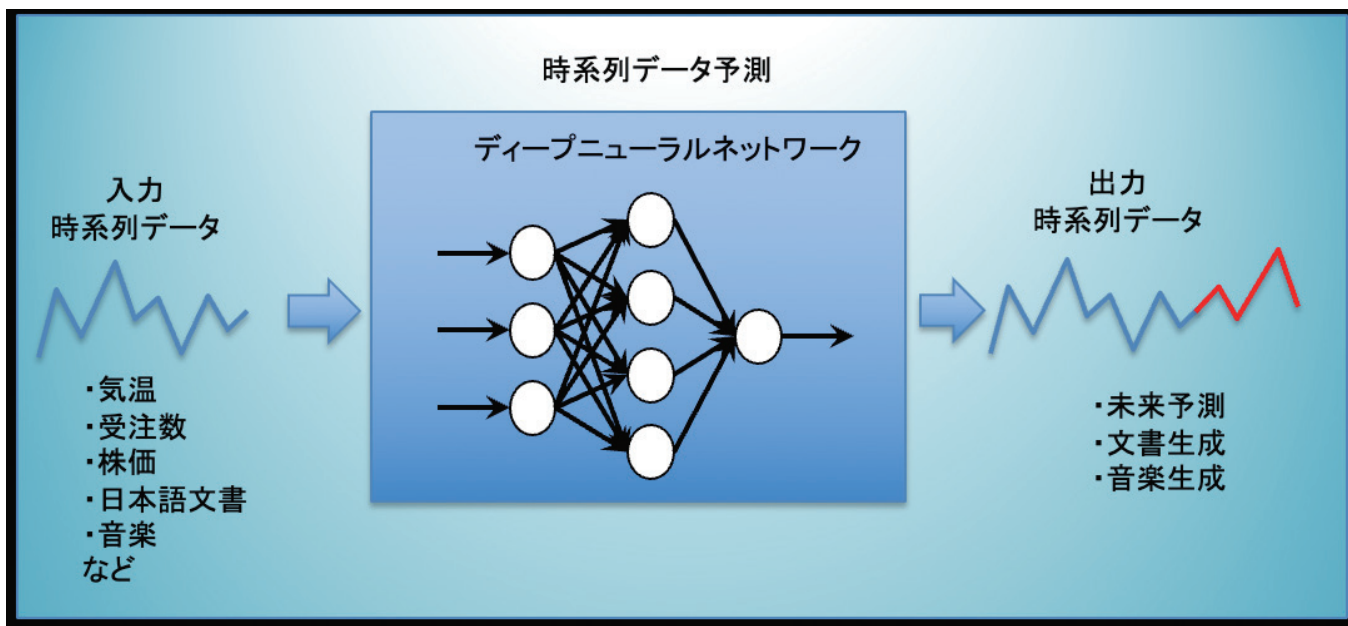 時系列データ予測
ディープニューラルネットワーク
入力
時系列データ
・気温
・受注数
・株価
・日本語文書
・音楽
など
出力
時系列データ
・未来予測
・文書生成
・音楽生成